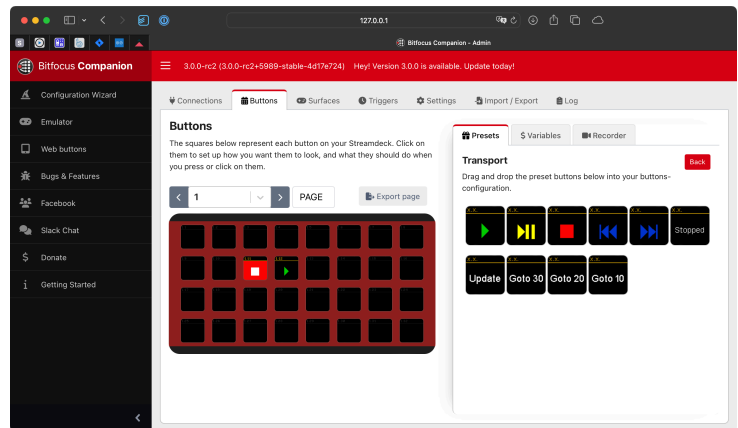 127.0.0.1
Bitfocus Companion - Admin
Bitfocus Companion
3.0.0-rc2 (3.0.0-rc2+5989-stable-4d17e724) Hey! Version 3.0.0 is available. Update today!
Configuration Wizard
Emulator
Web buttons
Bugs & Features
Facebook
Slack Chat
$ Donate
i Getting Started
Connections Buttons Surfaces Triggers Settings Import / Export Log
Buttons
The squares below represent each button on your Streamdeck. Click on
them to set up how you want them to look, and what they should do when
you press or click on them.
1 PAGE Export page
Presets $ Variables Recorder
Transport
Back
Drag and drop the preset buttons below into your buttons-
configuration.
X.X. X.X. X.X. X.X. X.X. X.X.
Stopped
X.X. X.X. X.X. X.X.
Update Goto 30 Goto 20 Goto 10